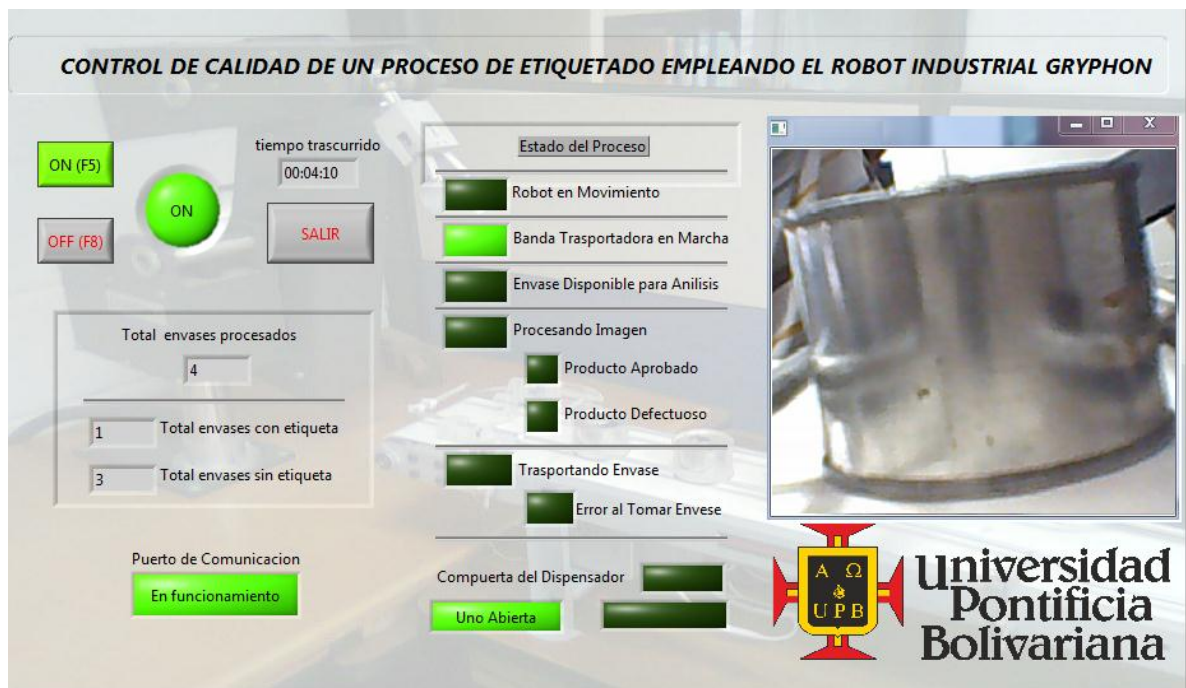 CONTROL DE CALIDAD DE UN PROCESO DE ETIQUETADO EMPLEANDO EL ROBOT INDUSTRIAL GRYPHON
ON (F5)
OFF (F8)
ON
tiempo trascurrido
00:04:10
SALIR
Total envases procesados
4
1 Total envases con etiqueta
3 Total envases sin etiqueta
Puerto de Comunicacion
En funcionamiento
Estado del Proceso
Robot en Movimiento
Banda Trasportadora en Marcha
Envase Disponible para Anilisis
Procesando Imagen
Producto Aprobado
Producto Defectuoso
Trasportando Envase
Error al Tomar Envese
Compuerta del Dispensador
Uno Abierta
X
Α Ω
UPB
Universidad
Pontificia
Bolivariana